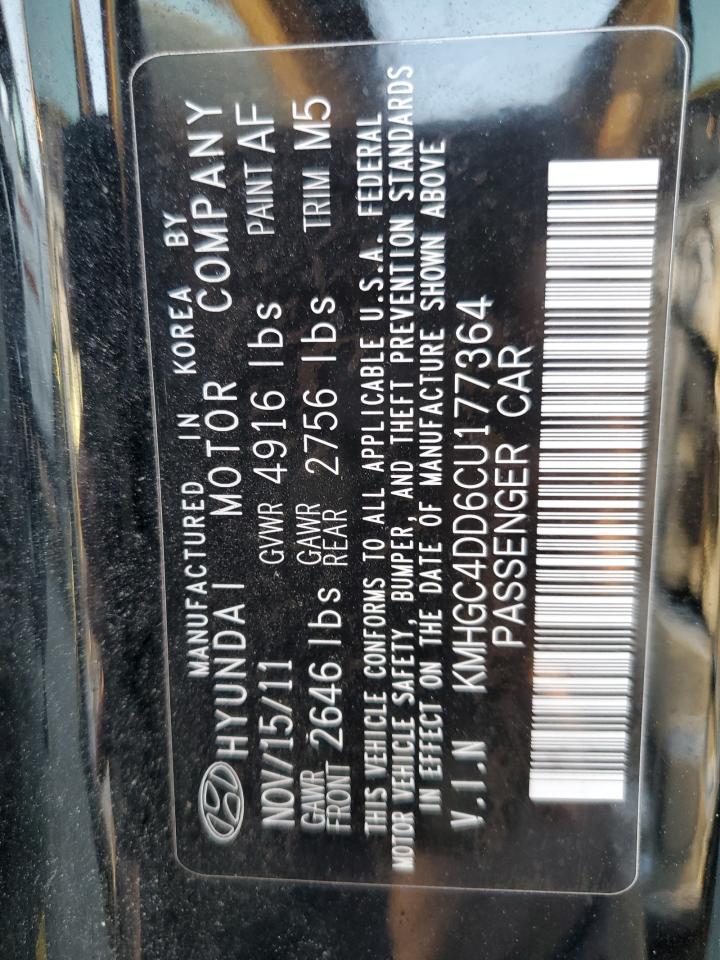 MANUFACTURED IN KOREA BY
HYUNDAI MOTOR COMPANY
NOV/15/11 GVWR 4916 lbs PAINT AF
GAWR FRONT 2646 lbs GAWR REAR 2756 lbs TRIM M5
THIS VEHICLE CONFORMS TO ALL APPLICABLE U.S.A. FEDERAL
MOTOR VEHICLE SAFETY, BUMPER, AND THEFT PREVENTION STANDARDS
IN EFFECT ON THE DATE OF MANUFACTURE SHOWN ABOVE
V.I.N KMHGC4DD6CU177364
PASSENGER CAR